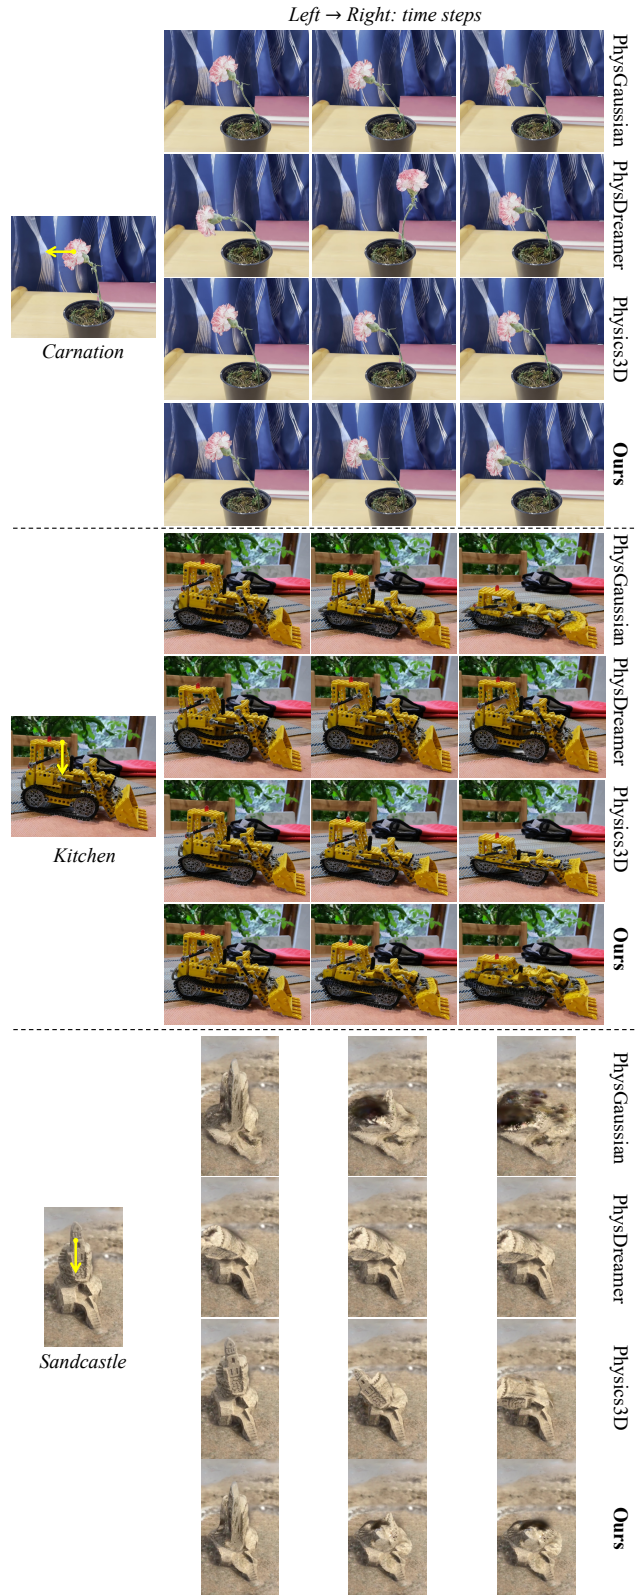 Left → Right: time steps
PhysGaussian
PhysDreamer
Carnation
Physics3D
Ours
PhysGaussian
PhysDreamer
Kitchen
Physics3D
Ours
PhysGaussian
PhysDreamer
Sandcastle
Physics3D
Ours